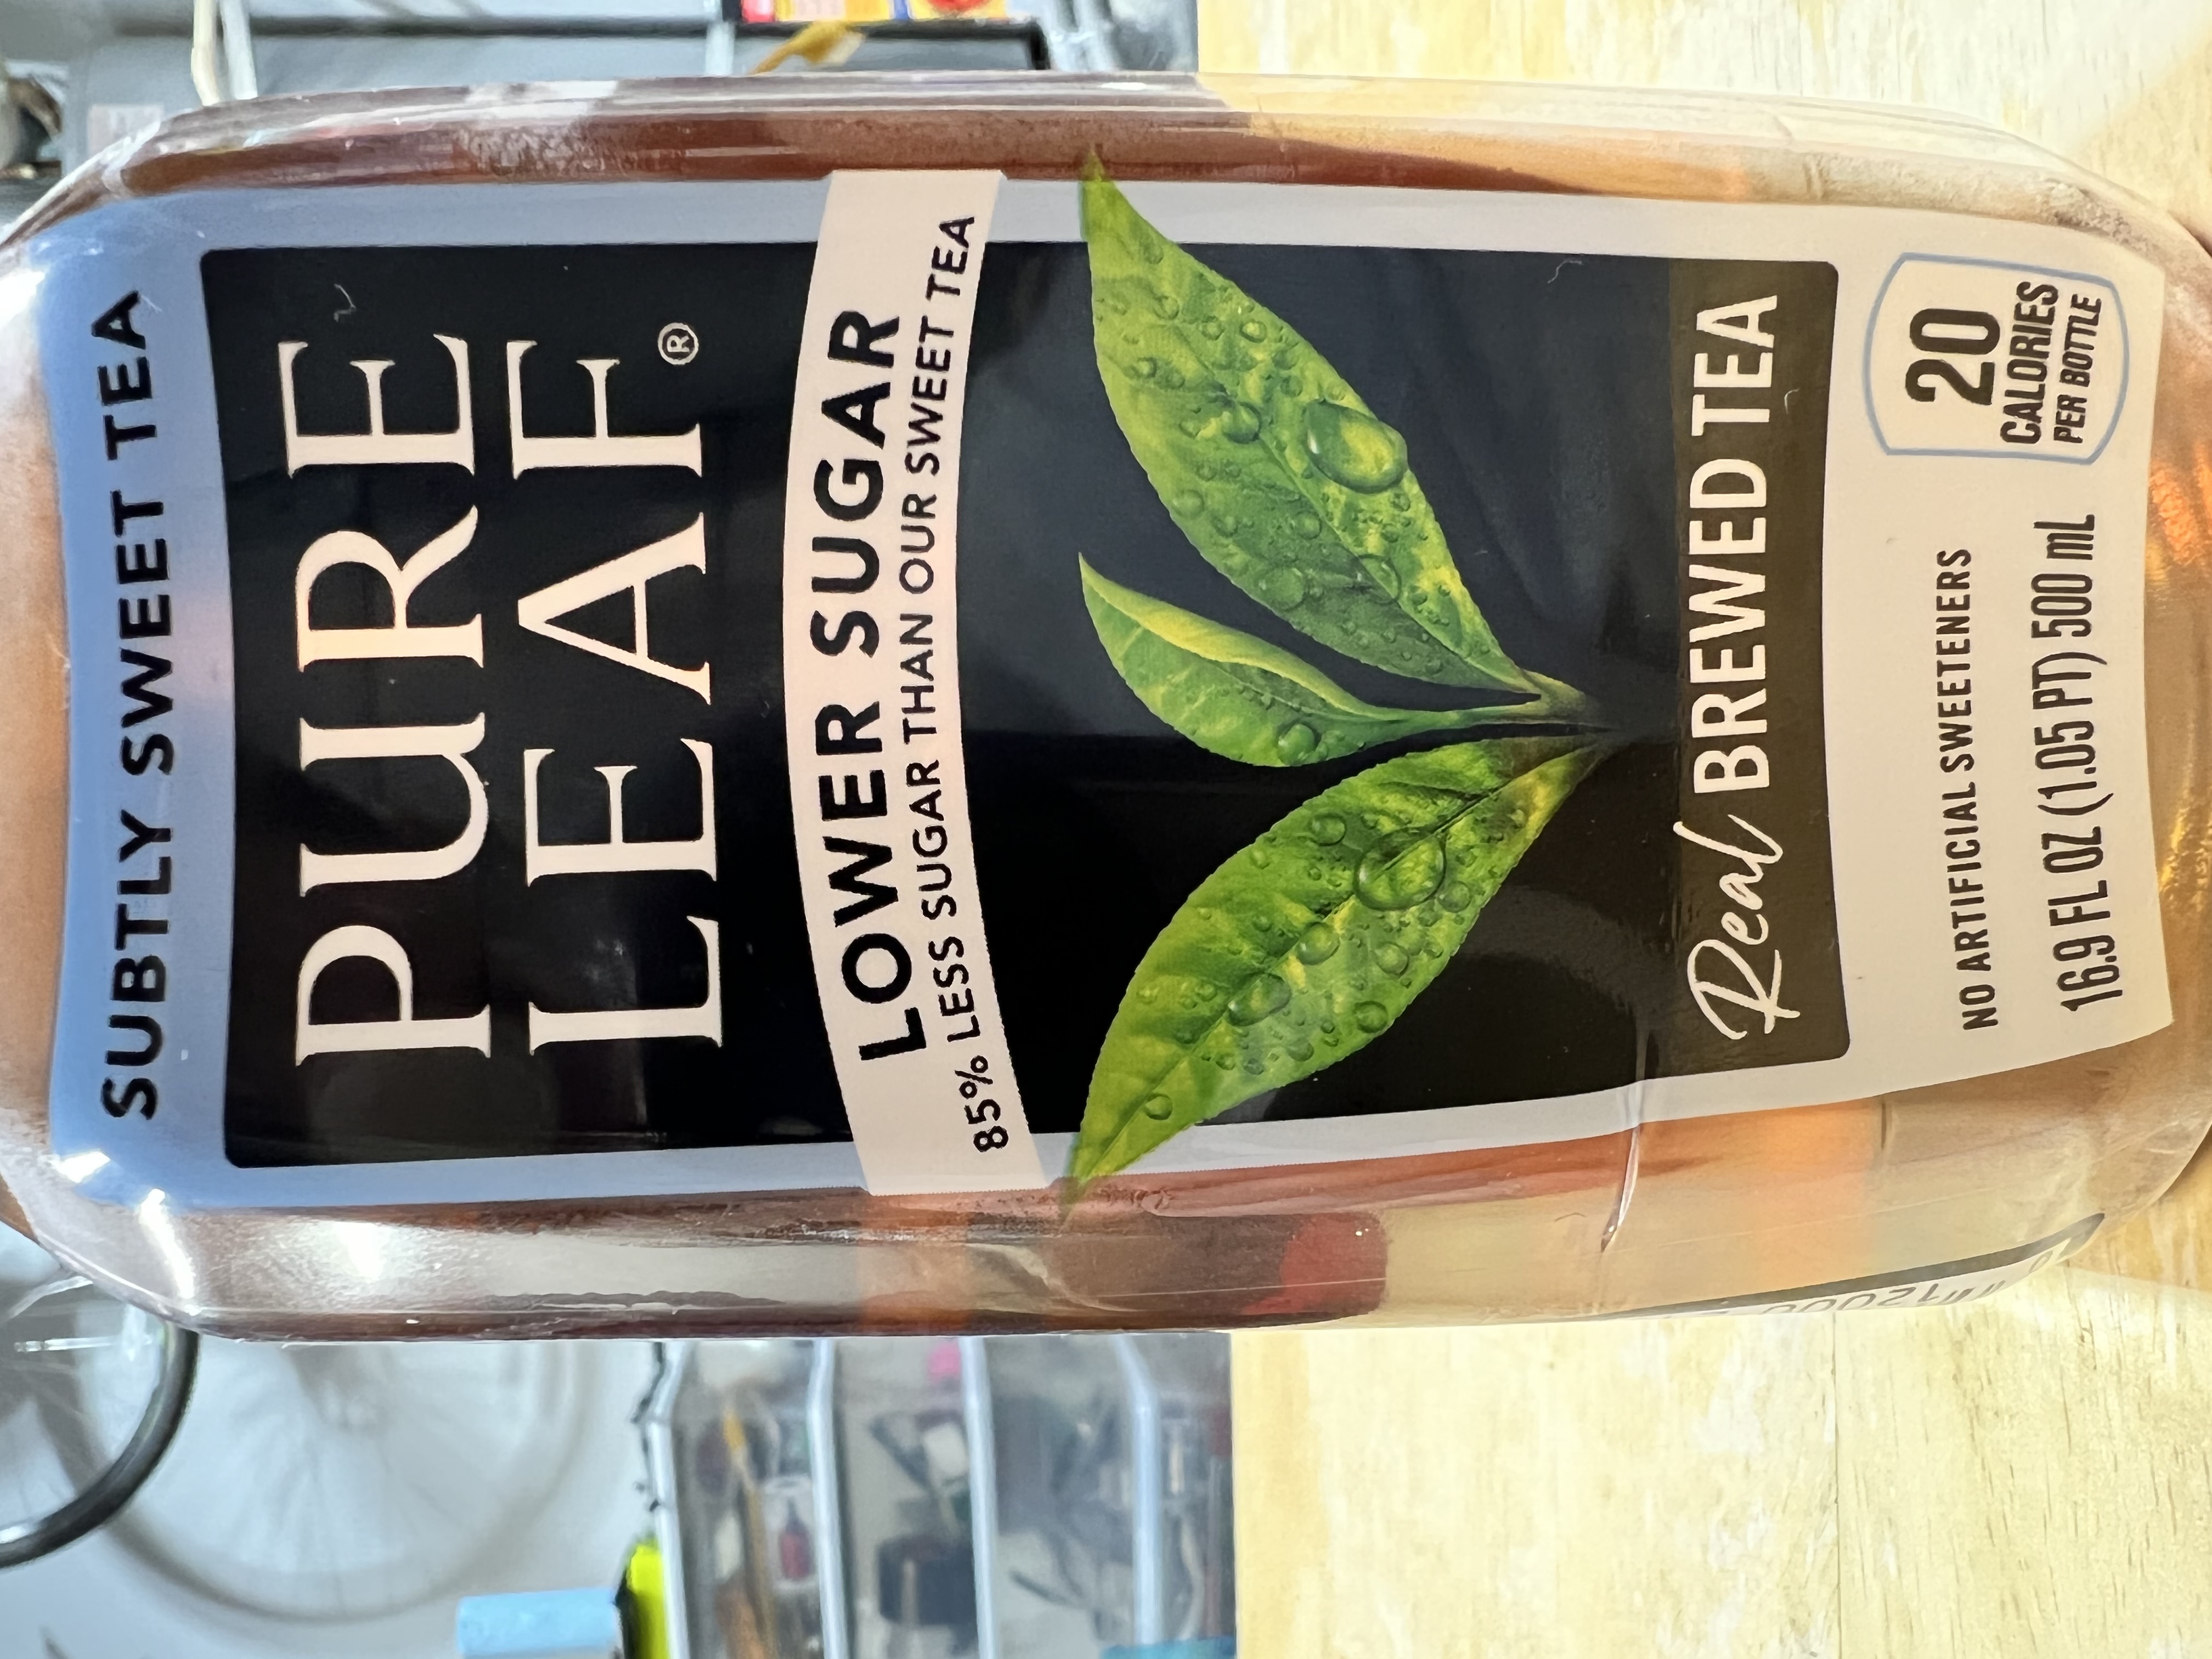 SUBTLY SWEET TEA
PURE
LEAF®
LOWER SUGAR
85% LESS SUGAR THAN OUR SWEET TEA
Real BREWED TEA
NO ARTIFICIAL SWEETENERS
16.9 FL OZ (1.05 PT) 500 mL
20
CALORIES
PER BOTTLE